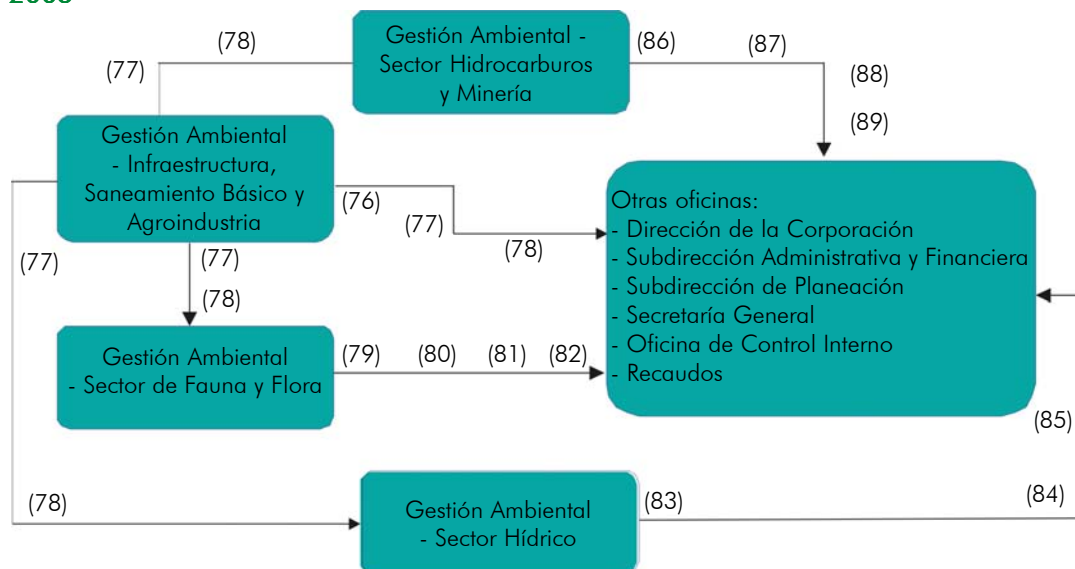 (78)
Gestión Ambiental -
Sector Hidrocarburos
y Minería
(86)
(87)
(77)
(88)
(89)
Gestión Ambiental
- Infraestructura,
Saneamiento Básico y
Agroindustria
(76)
(77)
(78)
Otras oficinas:
- Dirección de la Corporación
- Subdirección Administrativa y Financiera
- Subdirección de Planeación
- Secretaría General
- Oficina de Control Interno
- Recaudos
(77)
(77)
(78)
Gestión Ambiental
- Sector de Fauna y Flora
(79)
(80)
(81)
(82)
(85)
(78)
Gestión Ambiental
- Sector Hídrico
(83)
(84)